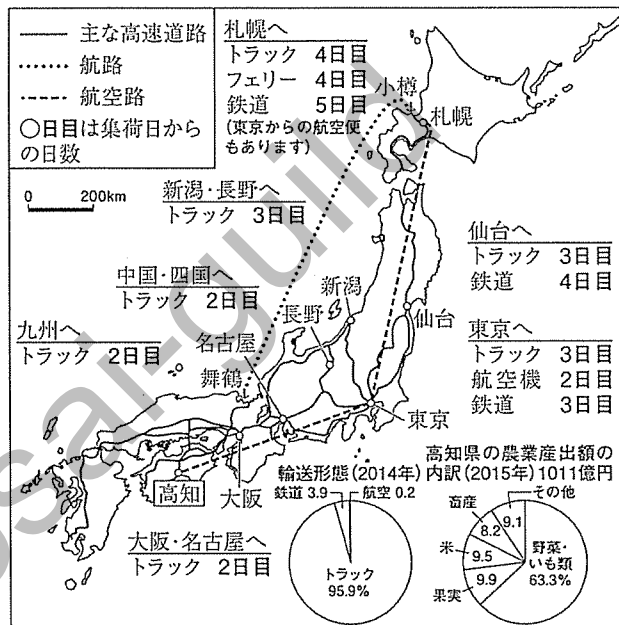 主な高速道路
航路
航空路
○日目は集荷日から
の日数
0 200km
札幌へ
トラック 4日目
フェリー 4日目
鉄道 5日目
(東京からの航空便
もあります)
小樽
札幌
新潟・長野へ
トラック 3日目
中国・四国へ
トラック 2日目
九州へ
トラック 2日目
仙台へ
トラック 3日目
鉄道 4日目
新潟
長野
仙台
名古屋
舞鶴
東京へ
トラック 3日目
航空機 2日目
鉄道 3日目
東京
高知
大阪
大阪・名古屋へ
トラック 2日目
輸送形態(2014年)
鉄道 3.9
航空 0.2
トラック
95.9%
高知県の農業産出額の
内訳(2015年)1011億円
畜産
8.2
その他
9.1
米
9.5
果実
9.9
野菜・
いも類
63.3%
osai-guild